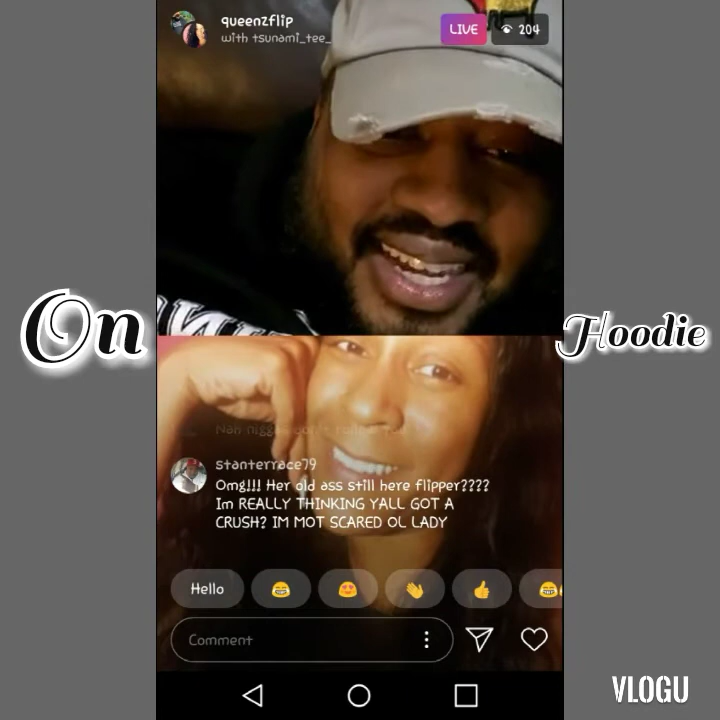 queenzflip
with tsunami_tee_
LIVE
204
On
Hoodie
stanterrace79
Omg!!! Her old ass still here flipper????
Im REALLY THINKING YALL GOT A
CRUSH? IM MOT SCARED OL LADY
Hello
Comment
VLOGU